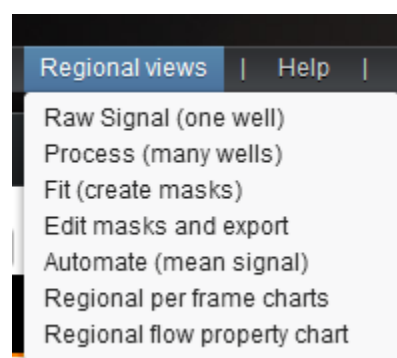 Regional views | Help |
Raw Signal (one well)
Process (many wells)
Fit (create masks)
Edit masks and export
Automate (mean signal)
Regional per frame charts
Regional flow property chart